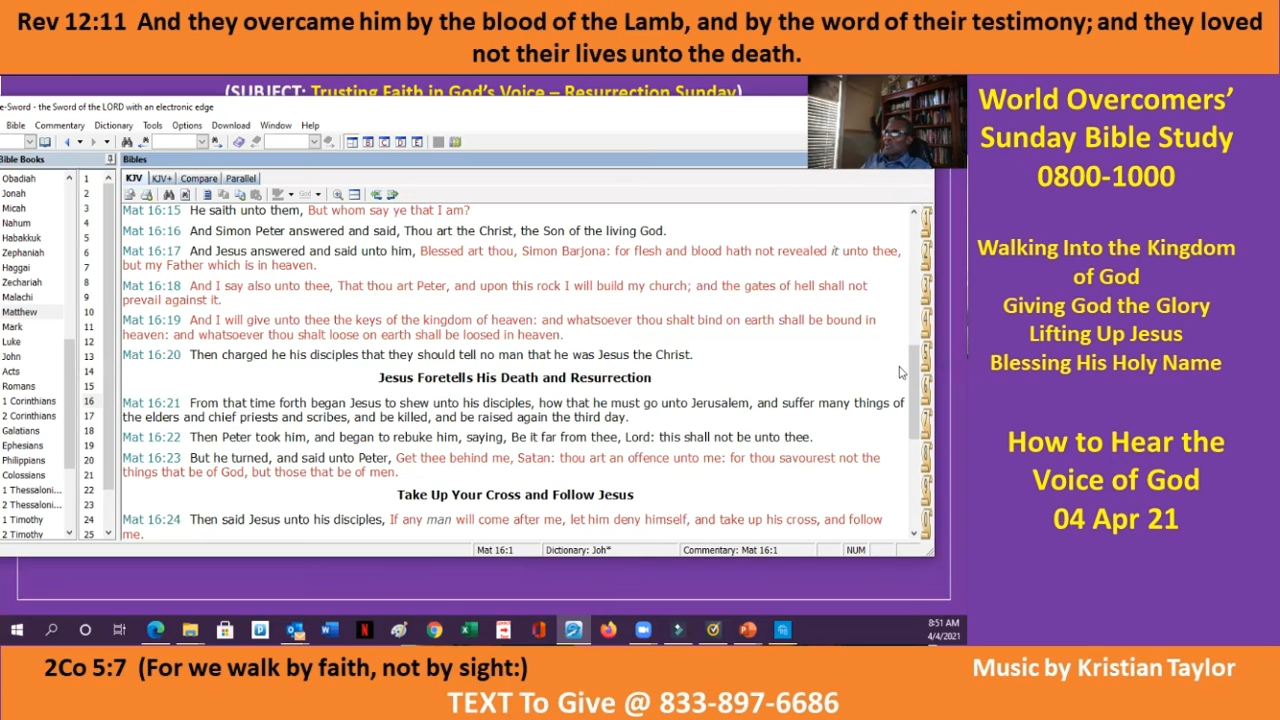 Rev 12:11 And they overcame him by the blood of the Lamb, and by the word of their testimony; and they loved
not their lives unto the death.
(SUBJECT: Trusting Faith in God's Voice – Resurrection Sunday)
e-Sword - the Sword of the LORD with an electronic edge
Bible Commentary Dictionary Tools Options Download Window Help
Bible Books
Obadiah
Jonah
Micah
Nahum
Habakkuk
Zephaniah
Haggai
Zechariah
Malachi
Matthew
Mark
Luke
John
Acts
Romans
1 Corinthians
2 Corinthians
Galatians
Ephesians
Philippians
Colossians
1 Thessaloni...
2 Thessaloni...
1 Timothy
2 Timothy
1
2
3
4
5
6
7
8
9
10
11
12
13
14
15
16
17
18
19
20
21
22
23
24
25
Bibles
KJV KJV+ Compare Parallel
Mat 16:15 He saith unto them, But whom say ye that I am?
Mat 16:16 And Simon Peter answered and said, Thou art the Christ, the Son of the living God.
Mat 16:17 And Jesus answered and said unto him, Blessed art thou, Simon Barjona: for flesh and blood hath not revealed it unto thee,
but my Father which is in heaven.
Mat 16:18 And I say also unto thee, That thou art Peter, and upon this rock I will build my church; and the gates of hell shall not
prevail against it.
Mat 16:19 And I will give unto thee the keys of the kingdom of heaven: and whatsoever thou shalt bind on earth shall be bound in
heaven: and whatsoever thou shalt loose on earth shall be loosed in heaven.
Mat 16:20 Then charged he his disciples that they should tell no man that he was Jesus the Christ.
Jesus Foretells His Death and Resurrection
Mat 16:21 From that time forth began Jesus to shew unto his disciples, how that he must go unto Jerusalem, and suffer many things of
the elders and chief priests and scribes, and be killed, and be raised again the third day.
Mat 16:22 Then Peter took him, and began to rebuke him, saying, Be it far from thee, Lord: this shall not be unto thee.
Mat 16:23 But he turned, and said unto Peter, Get thee behind me, Satan: thou art an offence unto me: for thou savourest not the
things that be of God, but those that be of men.
Take Up Your Cross and Follow Jesus
Mat 16:24 Then said Jesus unto his disciples, If any man will come after me, let him deny himself, and take up his cross, and follow
me.
Mat 16:1 Dictionary: Joh* Commentary: Mat 16:1 NUM
8:51 AM
4/4/2021
World Overcomers'
Sunday Bible Study
0800-1000
Walking Into the Kingdom
of God
Giving God the Glory
Lifting Up Jesus
Blessing His Holy Name
How to Hear the
Voice of God
04 Apr 21
2Co 5:7 (For we walk by faith, not by sight:)
Music by Kristian Taylor
TEXT To Give @ 833-897-6686